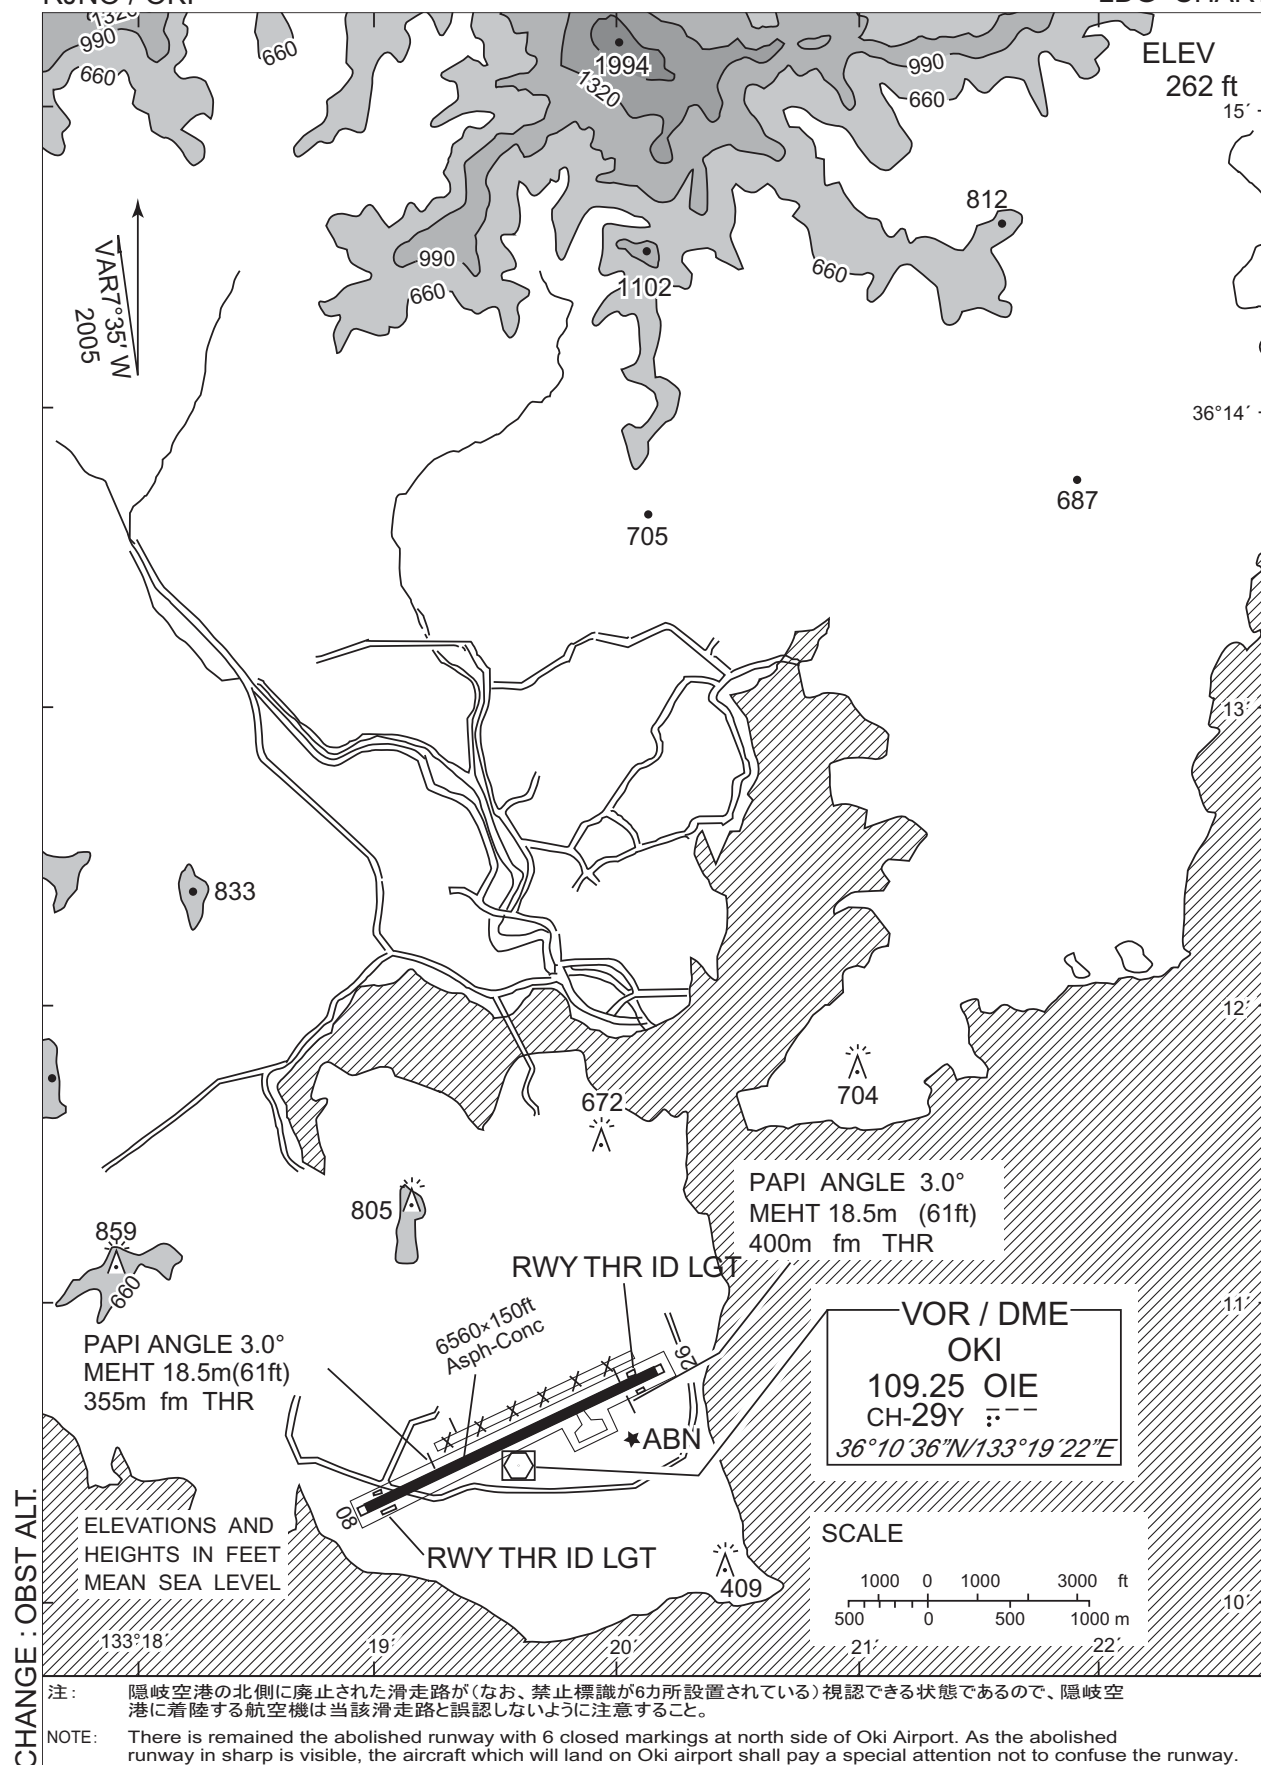 ELEV
262 ft
1320
990
660
660
1994
1320
990
660
15´
812
990
660
1102
660
VAR7°35' W
2005
36°14´
687
705
13´
833
12´
704
672
805
859
660
PAPI ANGLE 3.0°
MEHT 18.5m (61ft)
400m fm THR
RWY THR ID LGT
11´
6560×150ft
Asph-Conc
PAPI ANGLE 3.0°
MEHT 18.5m(61ft)
355m fm THR
VOR / DME
OKI
109.25 OIE
CH-29Y
36°10´36”N/133°19´22”E
26
ABN
08
ELEVATIONS AND
HEIGHTS IN FEET
MEAN SEA LEVEL
RWY THR ID LGT
409
SCALE
1000 0 1000 3000 ft
500 0 500 1000 m
10´
133°18´ 19´ 20´ 21´ 22´
CHANGE : OBST ALT.
注: 隠岐空港の北側に廃止された滑走路が(なお、禁止標識が6カ所設置されている)視認できる状態であるので、隠岐空
港に着陸する航空機は当該滑走路と誤認しないように注意すること。
NOTE: There is remained the abolished runway with 6 closed markings at north side of Oki Airport. As the abolished
runway in sharp is visible, the aircraft which will land on Oki airport shall pay a special attention not to confuse the runway.